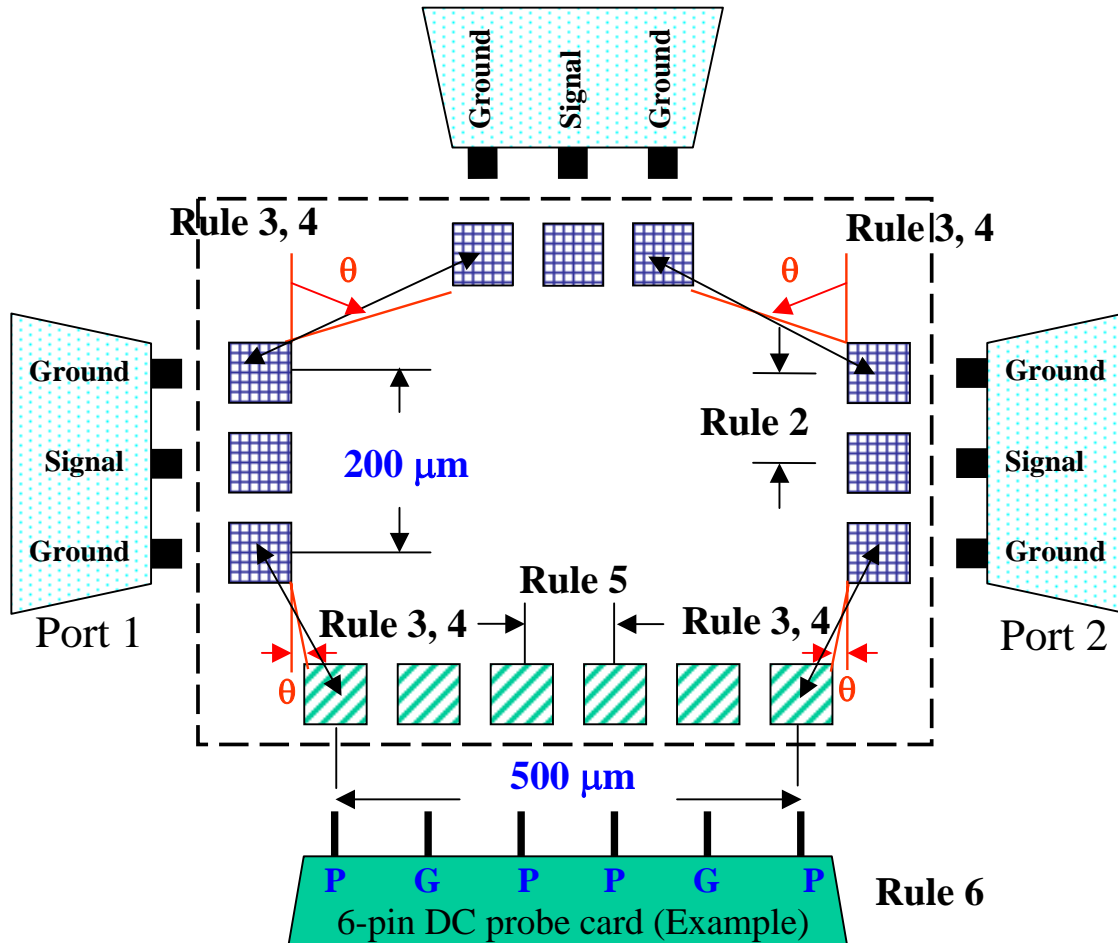 Ground
Signal
Ground
Rule 3, 4
Rule 3, 4
θ
θ
Ground
Signal
Ground
Port 1
200 μm
Rule 2
Ground
Signal
Ground
Port 2
Rule 5
Rule 3, 4
Rule 3, 4
θ
θ
500 μm
P G P P G P
6-pin DC probe card (Example)
Rule 6